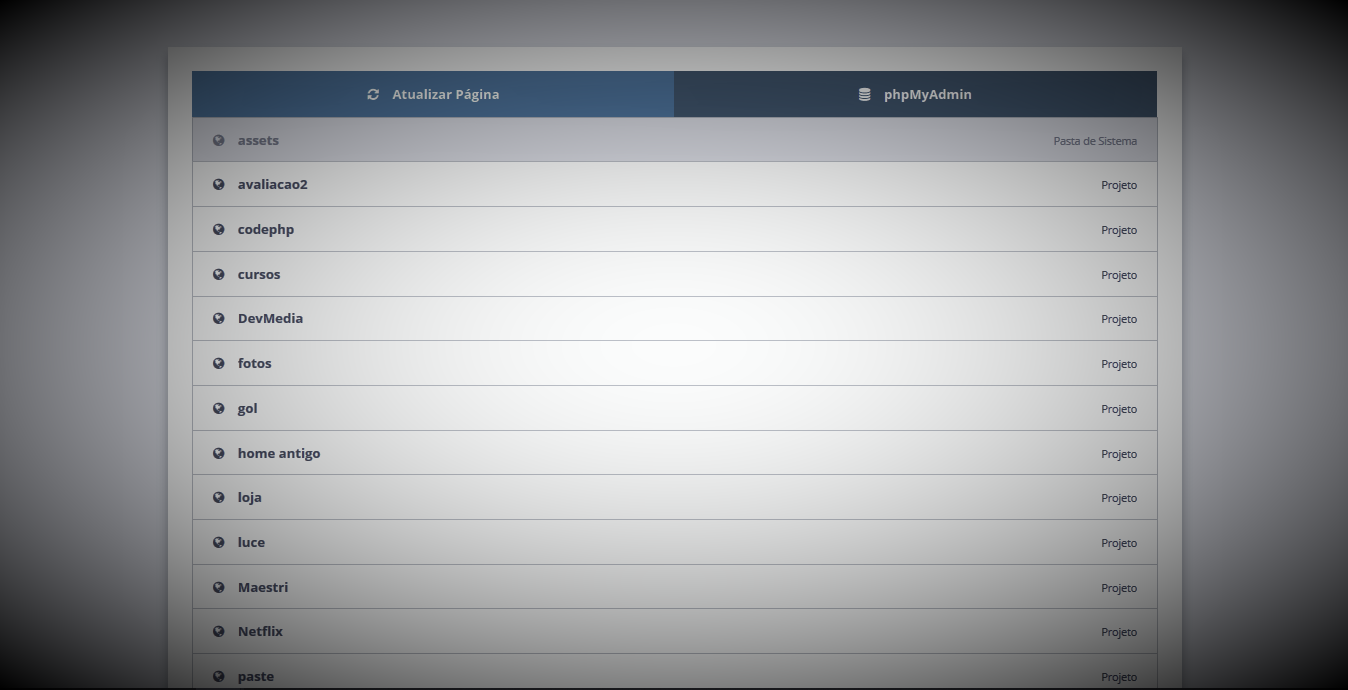 Atualizar Página phpMyAdmin
assets Pasta de Sistema
avaliacao2 Projeto
codephp Projeto
cursos Projeto
DevMedia Projeto
fotos Projeto
gol Projeto
home antigo Projeto
loja Projeto
luce Projeto
Maestri Projeto
Netflix Projeto
paste Projeto